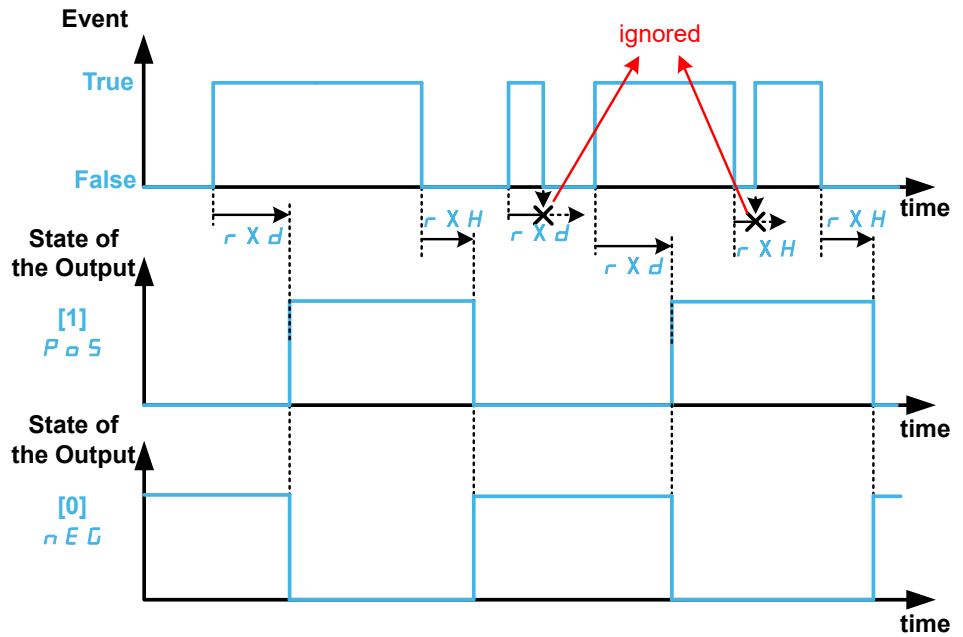 Event
ignored
True
False
time
r X d
r X H
r X d
r X d
r X H
r X H
State of
the Output
[1]
P o S
time
State of
the Output
[0]
n E G
time